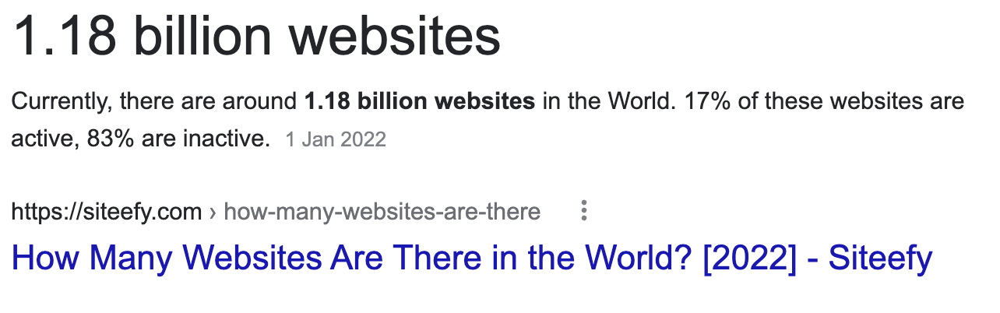 1.18 billion websites
Currently, there are around 1.18 billion websites in the World. 17% of these websites are
active, 83% are inactive. 1 Jan 2022
https://siteefy.com › how-many-websites-are-there
How Many Websites Are There in the World? [2022] - Siteefy